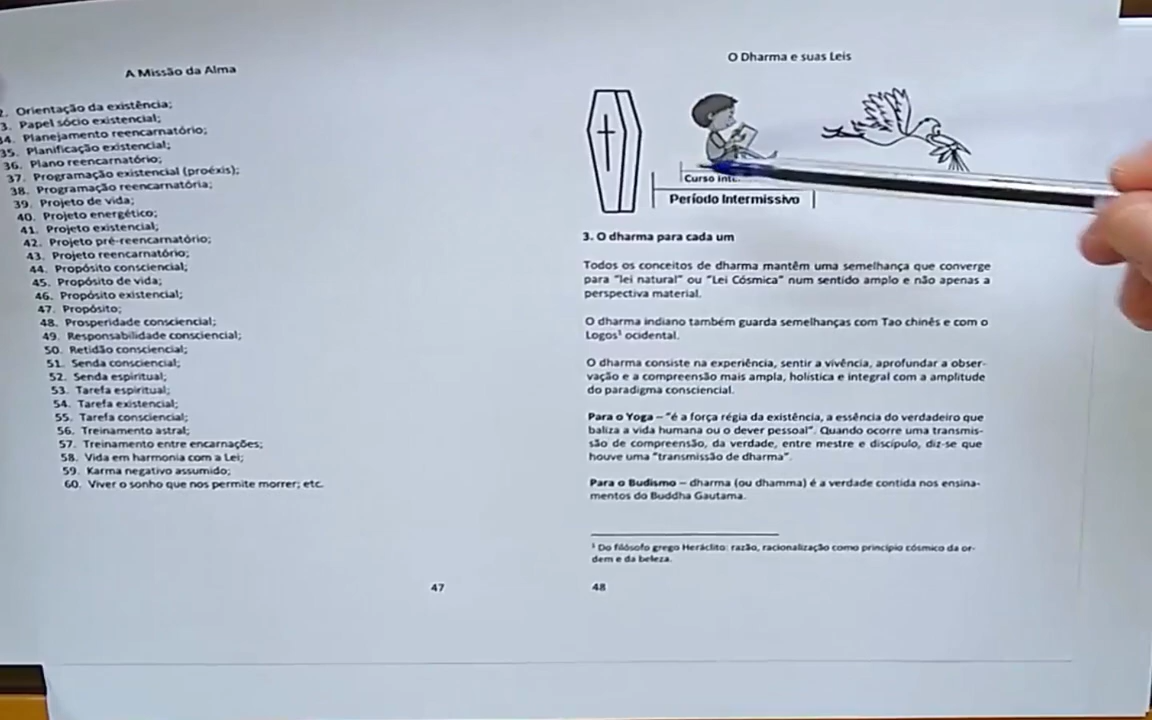 A Missão da Alma
2. Orientação da existência;
3. Papel sócio existencial;
34. Planejamento reencarnatório;
35. Planificação existencial;
36. Plano reencarnatório;
37. Programação existencial (proéxis);
38. Programação reencarnatória;
39. Projeto de vida;
40. Projeto energético;
41. Projeto existencial;
42. Projeto pré-reencarnatório;
43. Projeto reencarnatório;
44. Propósito consciencial;
45. Propósito de vida;
46. Propósito existencial;
47. Propósito;
48. Prosperidade consciencial;
49. Responsabilidade consciencial;
50. Retidão consciencial;
51. Senda consciencial;
52. Senda espiritual;
53. Tarefa espiritual;
54. Tarefa existencial;
55. Tarefa consciencial;
56. Treinamento astral;
57. Treinamento entre encarnações;
58. Vida em harmonia com a Lei;
59. Karma negativo assumido;
60. Viver o sonho que nos permite morrer; etc.
47
O Dharma e suas Leis
Curso
Período Intermissivo
3. O dharma para cada um
Todos os conceitos de dharma mantêm uma semelhança que converge
para "lei natural" ou "Lei Cósmica" num sentido amplo e não apenas a
perspectiva material.
O dharma indiano também guarda semelhanças com Tao chinês e com o
Logos¹ ocidental.
O dharma consiste na experiência, sentir a vivência, aprofundar a obser-
vação e a compreensão mais ampla, holística e integral com a amplitude
do paradigma consciencial.
Para o Yoga – "é a força régia da existência, a essência do verdadeiro que
baliza a vida humana ou o dever pessoal". Quando ocorre uma transmis-
são de compreensão, da verdade, entre mestre e discípulo, diz-se que
houve uma "transmissão de dharma".
Para o Budismo – dharma (ou dhamma) é a verdade contida nos ensina-
mentos do Buddha Gautama.
¹ Do filósofo grego Heráclito: razão, racionalização como princípio cósmico da or-
dem e da beleza.
48